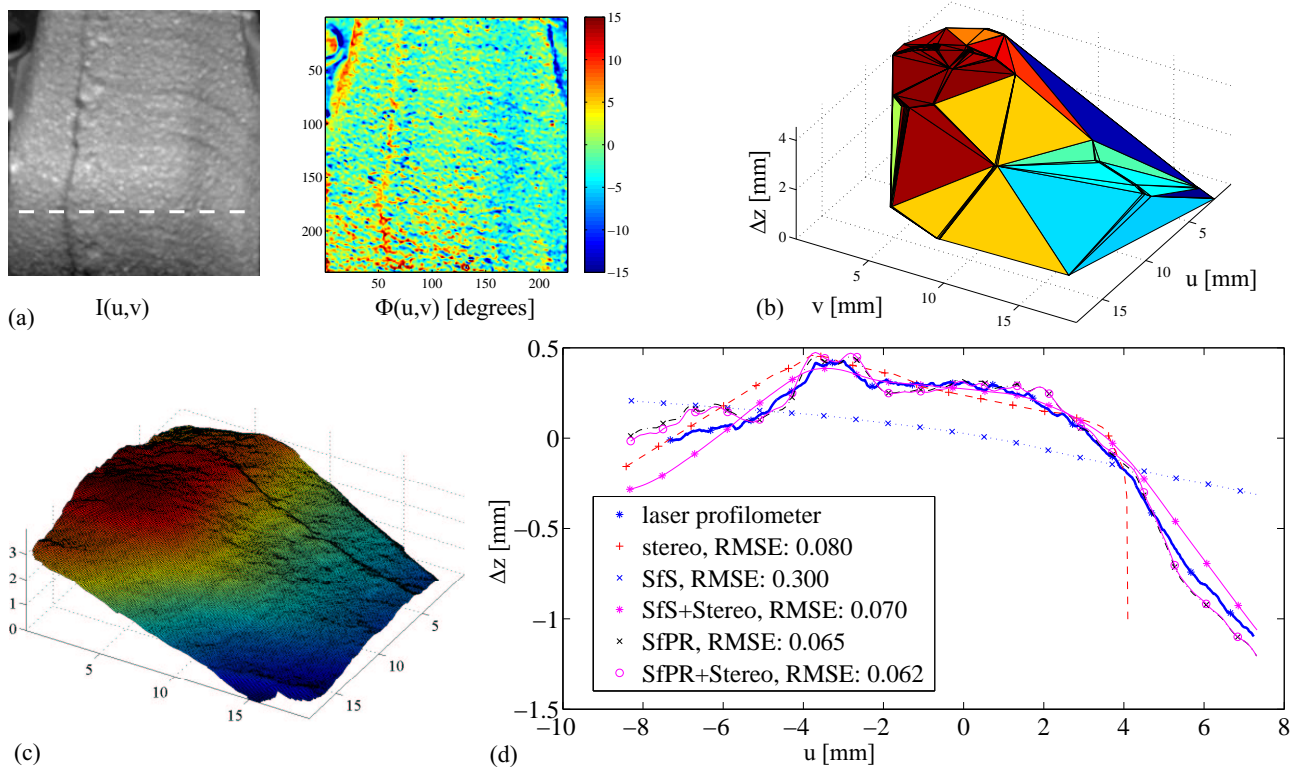 15
10
5
0
−5
−10
−15
50
100
150
200
50 100 150 200
(a) I(u,v)
Φ(u,v) [degrees]
4
2
0
Δz [mm]
5
10
15
v [mm]
5
10
15
u [mm]
(b)
3
2
1
0
5
10
15
5
10
15
(c)
0.5
0
−0.5
−1
−1.5
Δz [mm]
−10 −8 −6 −4 −2 0 2 4 6 8
u [mm]
laser profilometer
stereo, RMSE: 0.080
SfS, RMSE: 0.300
SfS+Stereo, RMSE: 0.070
SfPR, RMSE: 0.065
SfPR+Stereo, RMSE: 0.062
(d)